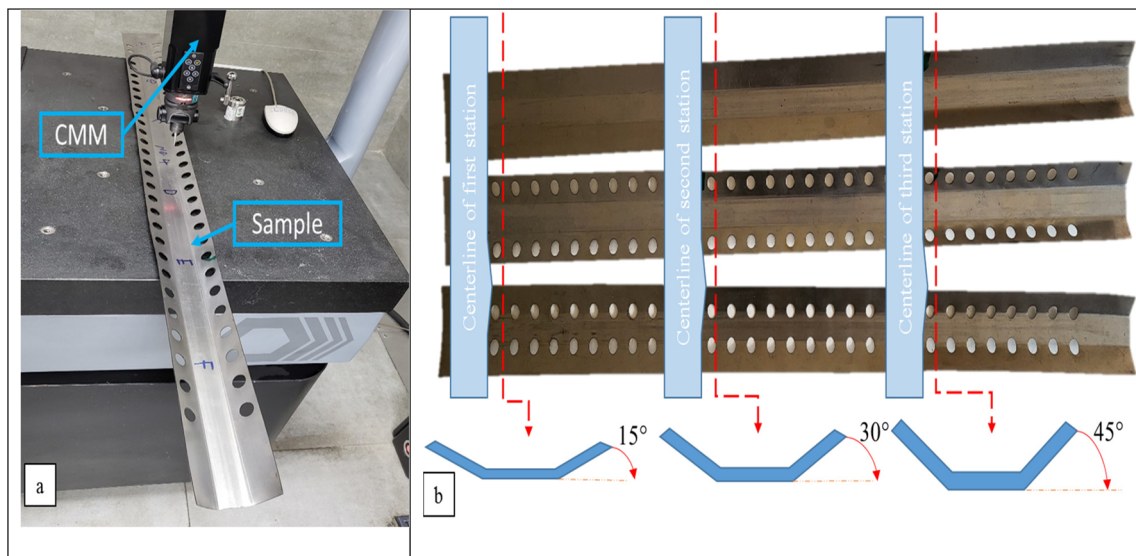 CMM
Sample
D
E
F
a
Centerline of first station
Centerline of second station
Centerline of third station
15°
30°
45°
b